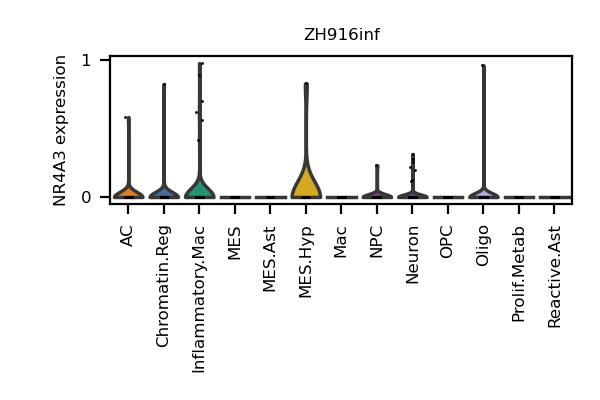 ZH916inf
NR4A3 expression
1
0
AC
Chromatin.Reg
Inflammatory.Mac
MES
MES.Ast
MES.Hyp
Mac
NPC
Neuron
OPC
Oligo
Prolif.Metab
Reactive.Ast